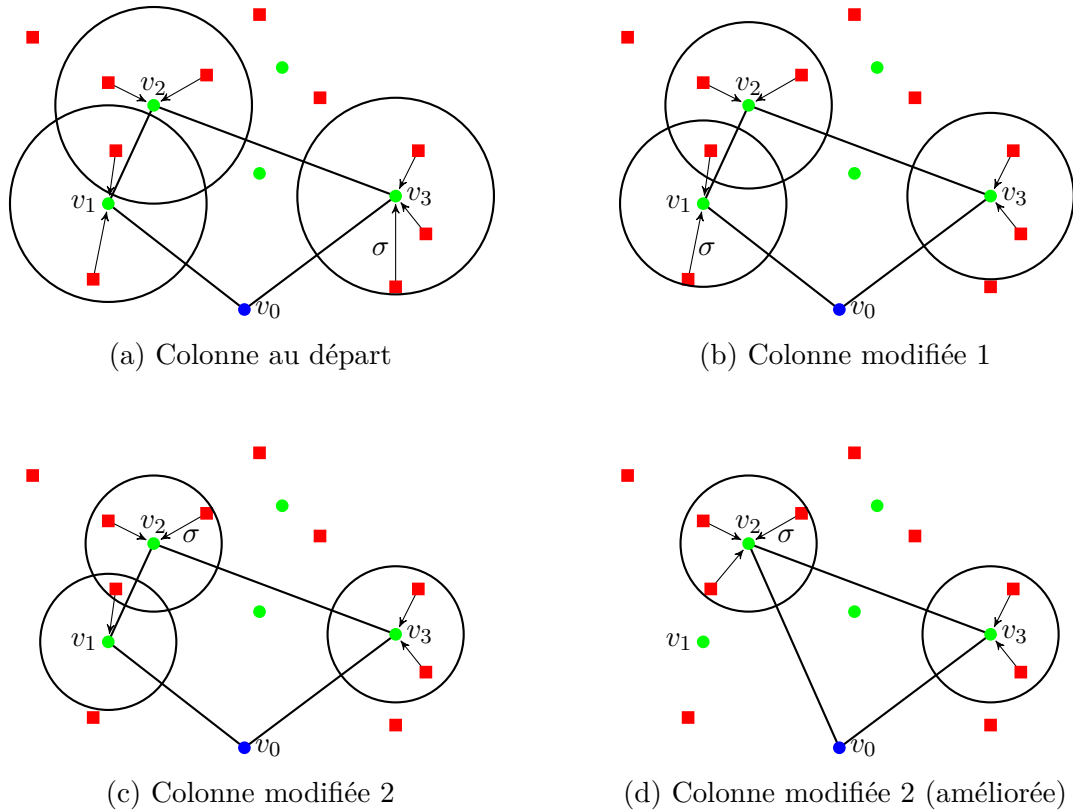 v2
v1
v3
σ
v0
(a) Colonne au départ
v2
v1
v3
σ
v0
(b) Colonne modifiée 1
v2
σ
v1
v3
v0
(c) Colonne modifiée 2
v2
σ
v1
v3
v0
(d) Colonne modifiée 2 (améliorée)